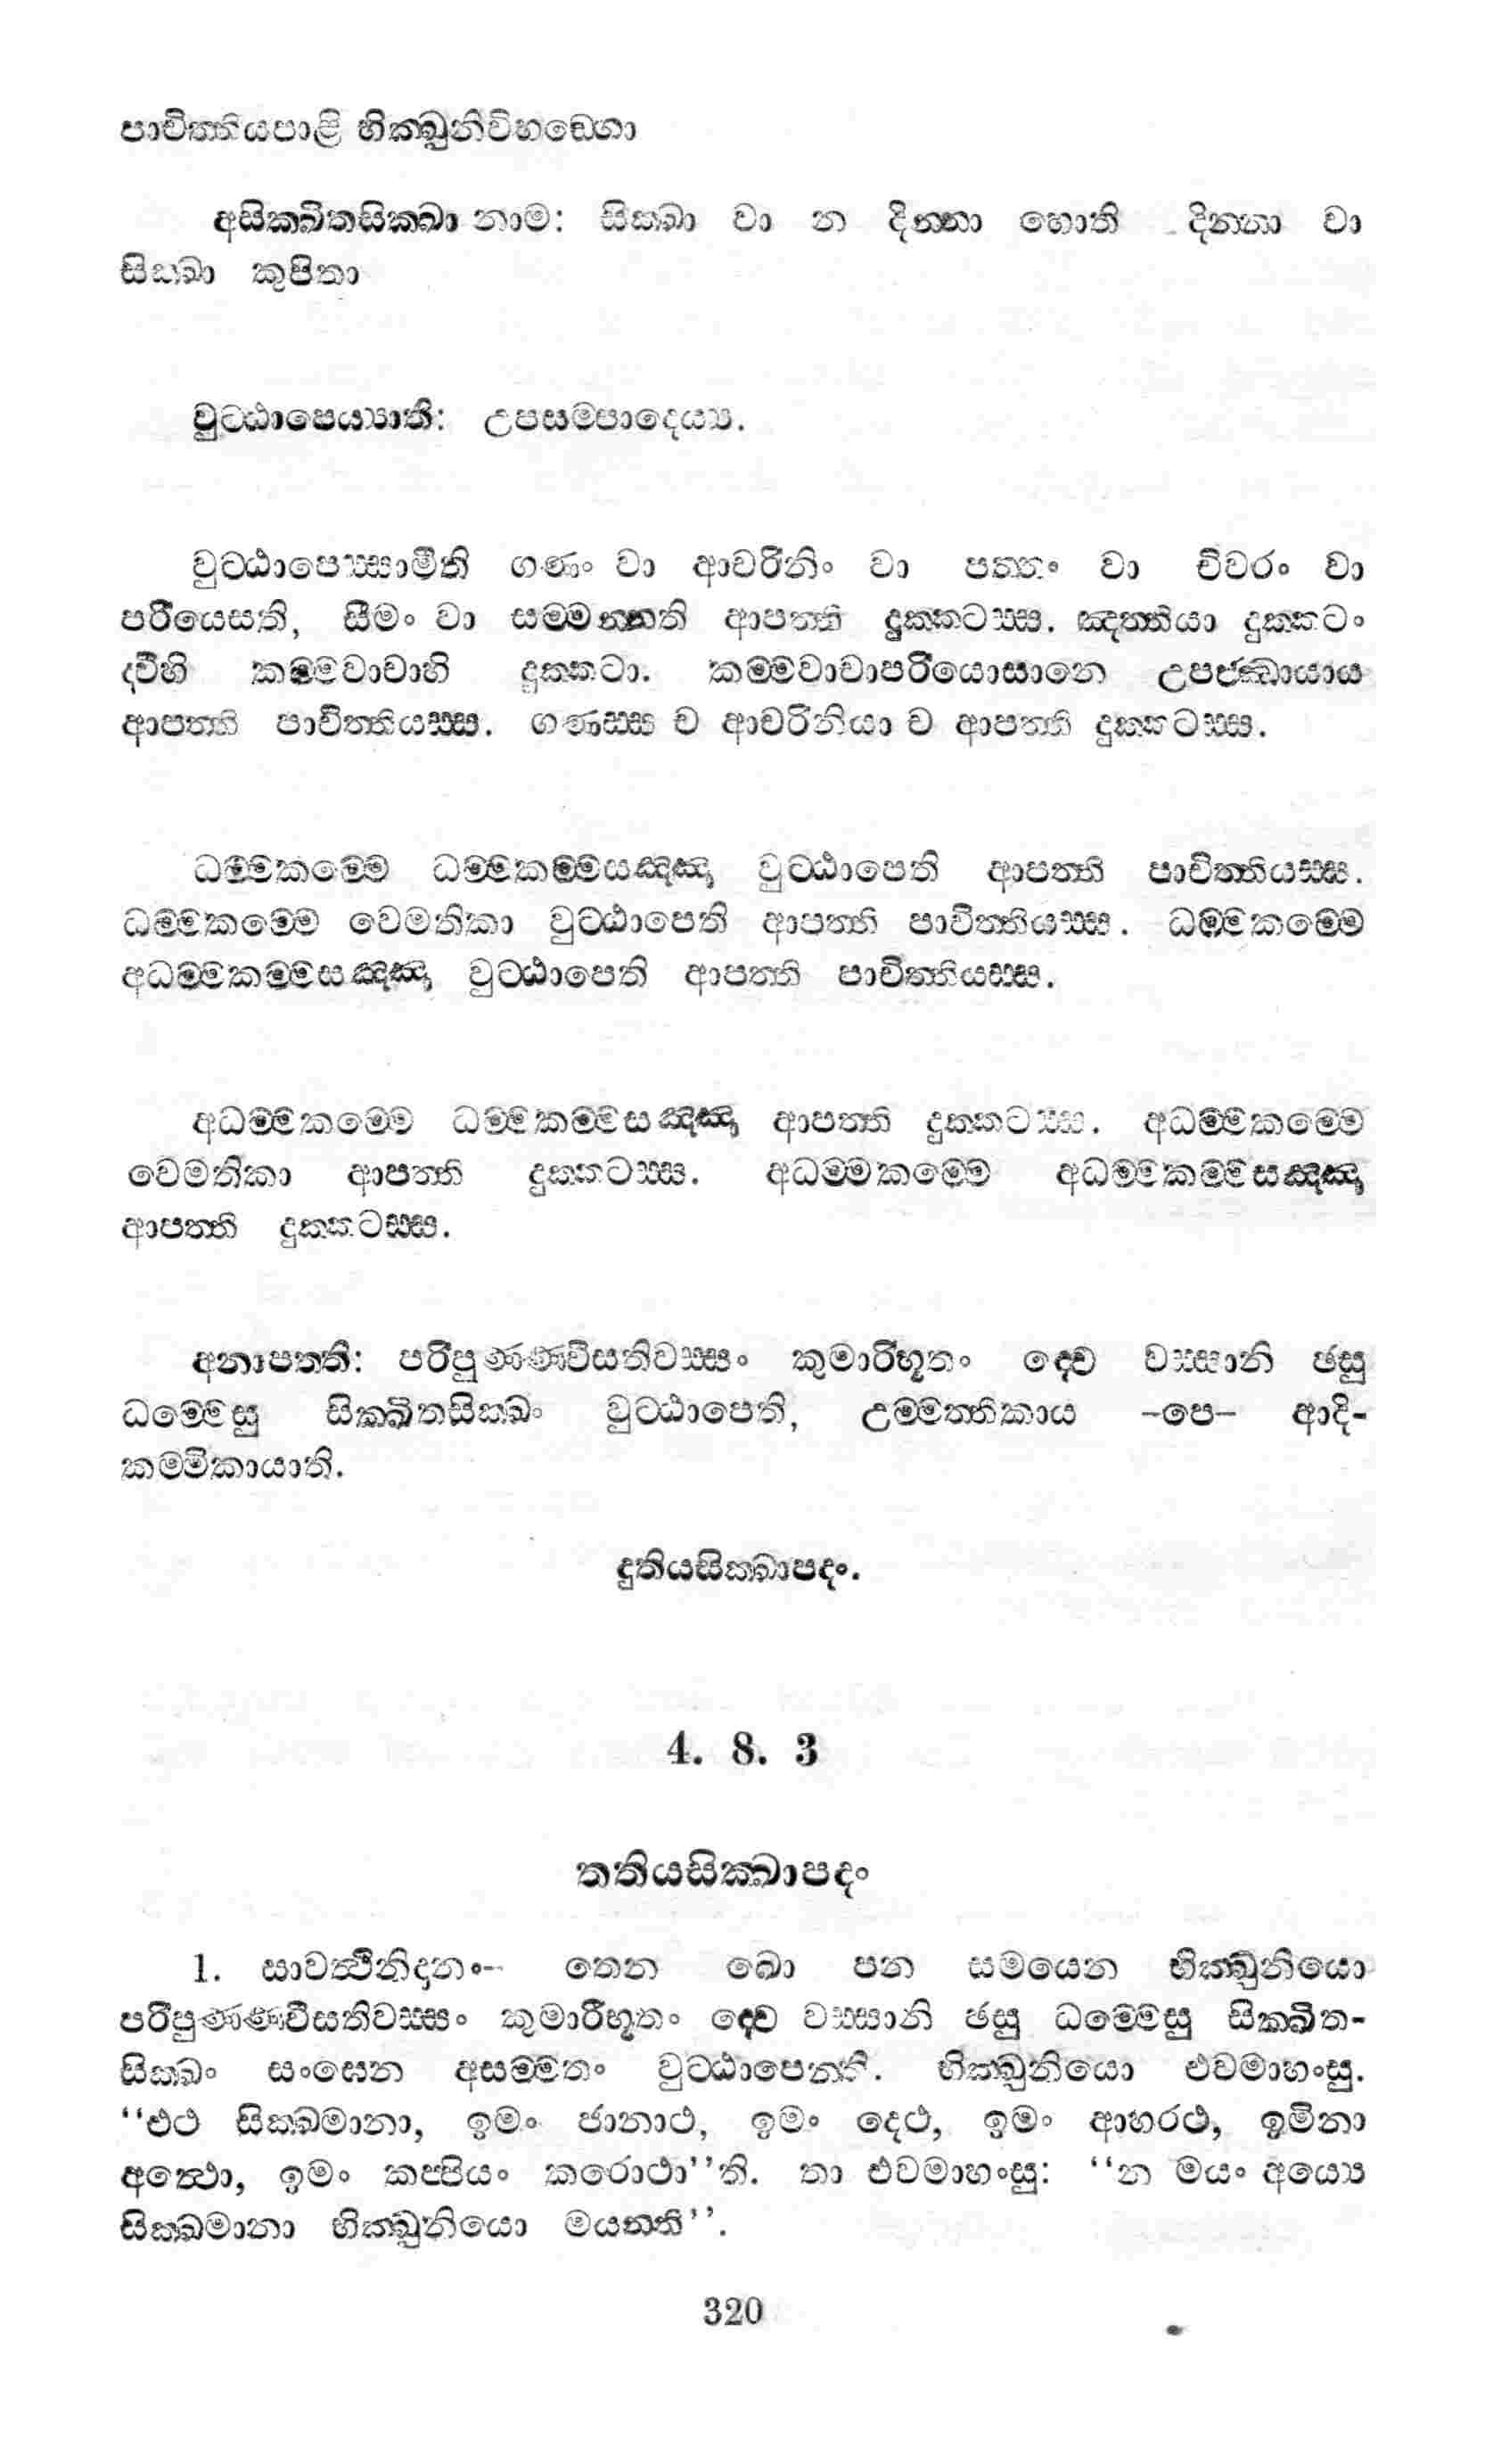 පාචිත්තියපාළි භික්ඛුනිවිභඞ්ගො
අසික්ඛිතසික්ඛා නාම: සික්ඛා වා න දින්නා හොති දින්නා වා
සික්ඛා කුපිතා
වුට්ඨාපෙය්‍යාති: උපසම්පාදෙය්‍ය.
වුට්ඨාපෙස්සාමීති ගණං වා ආචරිනිං වා පත්තං වා චීවරං වා
පරියෙසති, සීමං වා සම්මන්නති ආපත්ති දුක්කටස්ස. ඤත්තියා දුක්කටං
ද්වීහි කම්මවාචාහි දුක්කටා. කම්මවාචාපරියොසානෙ උපජ්ඣායාය
ආපත්ති පාචිත්තියස්ස. ගණස්ස ච ආචරිනියා ච ආපත්ති දුක්කටස්ස.
ධම්මකම්මෙ ධම්මකම්මසඤ්ඤා වුට්ඨාපෙති ආපත්ති පාචිත්තියස්ස.
ධම්මකම්මෙ වෙමතිකා වුට්ඨාපෙති ආපත්ති පාචිත්තියස්ස. ධම්මකම්මෙ
අධම්මකම්මසඤ්ඤා වුට්ඨාපෙති ආපත්ති පාචිත්තියස්ස.
අධම්මකම්මෙ ධම්මකම්මසඤ්ඤා ආපත්ති දුක්කටස්ස. අධම්මකම්මෙ
වෙමතිකා ආපත්ති දුක්කටස්ස. අධම්මකම්මෙ අධම්මකම්මසඤ්ඤා
ආපත්ති දුක්කටස්ස.
අනාපත්ති: පරිපුණ්ණවීසතිවස්සං කුමාරිභූතං ද්වෙ වස්සානි ඡසු
ධම්මෙසු සික්ඛිතසික්ඛං වුට්ඨාපෙති, උම්මත්තිකාය –පෙ– ආදි-
කම්මිකායාති.
දුතියසික්ඛාපදං.
4. 8. 3
තතියසික්ඛාපදං
1. සාවත්ථිනිදානං– තෙන ඛො පන සමයෙන භික්ඛුනියො
පරිපුණ්ණවීසතිවස්සං කුමාරීභූතං ද්වෙ වස්සානි ඡසු ධම්මෙසු සික්ඛිත-
සික්ඛං සංඝෙන අසම්මතං වුට්ඨාපෙන්ති. භික්ඛුනියො එවමාහංසු.
‘‘එථ සික්ඛමානා, ඉමං ජානාථ, ඉමං දෙථ, ඉමං ආහරථ, ඉමිනා
අත්ථො, ඉමං කප්පියං කරොථා’’ති. තා එවමාහංසු: ‘‘න මයං අය්‍යෙ
සික්ඛමානා භික්ඛුනියො මයන්ති’’.
320